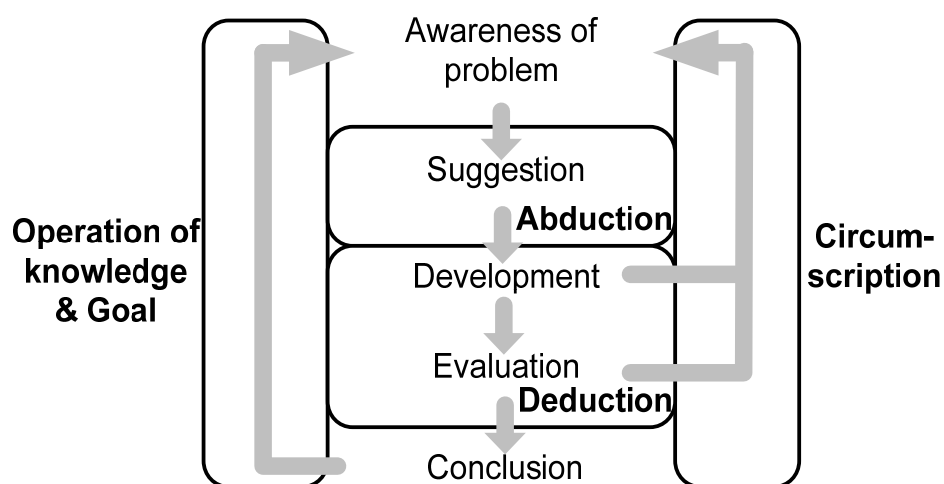 Awareness of
problem
Suggestion
Abduction
Operation of
knowledge
& Goal
Circum-
scription
Development
Evaluation
Deduction
Conclusion